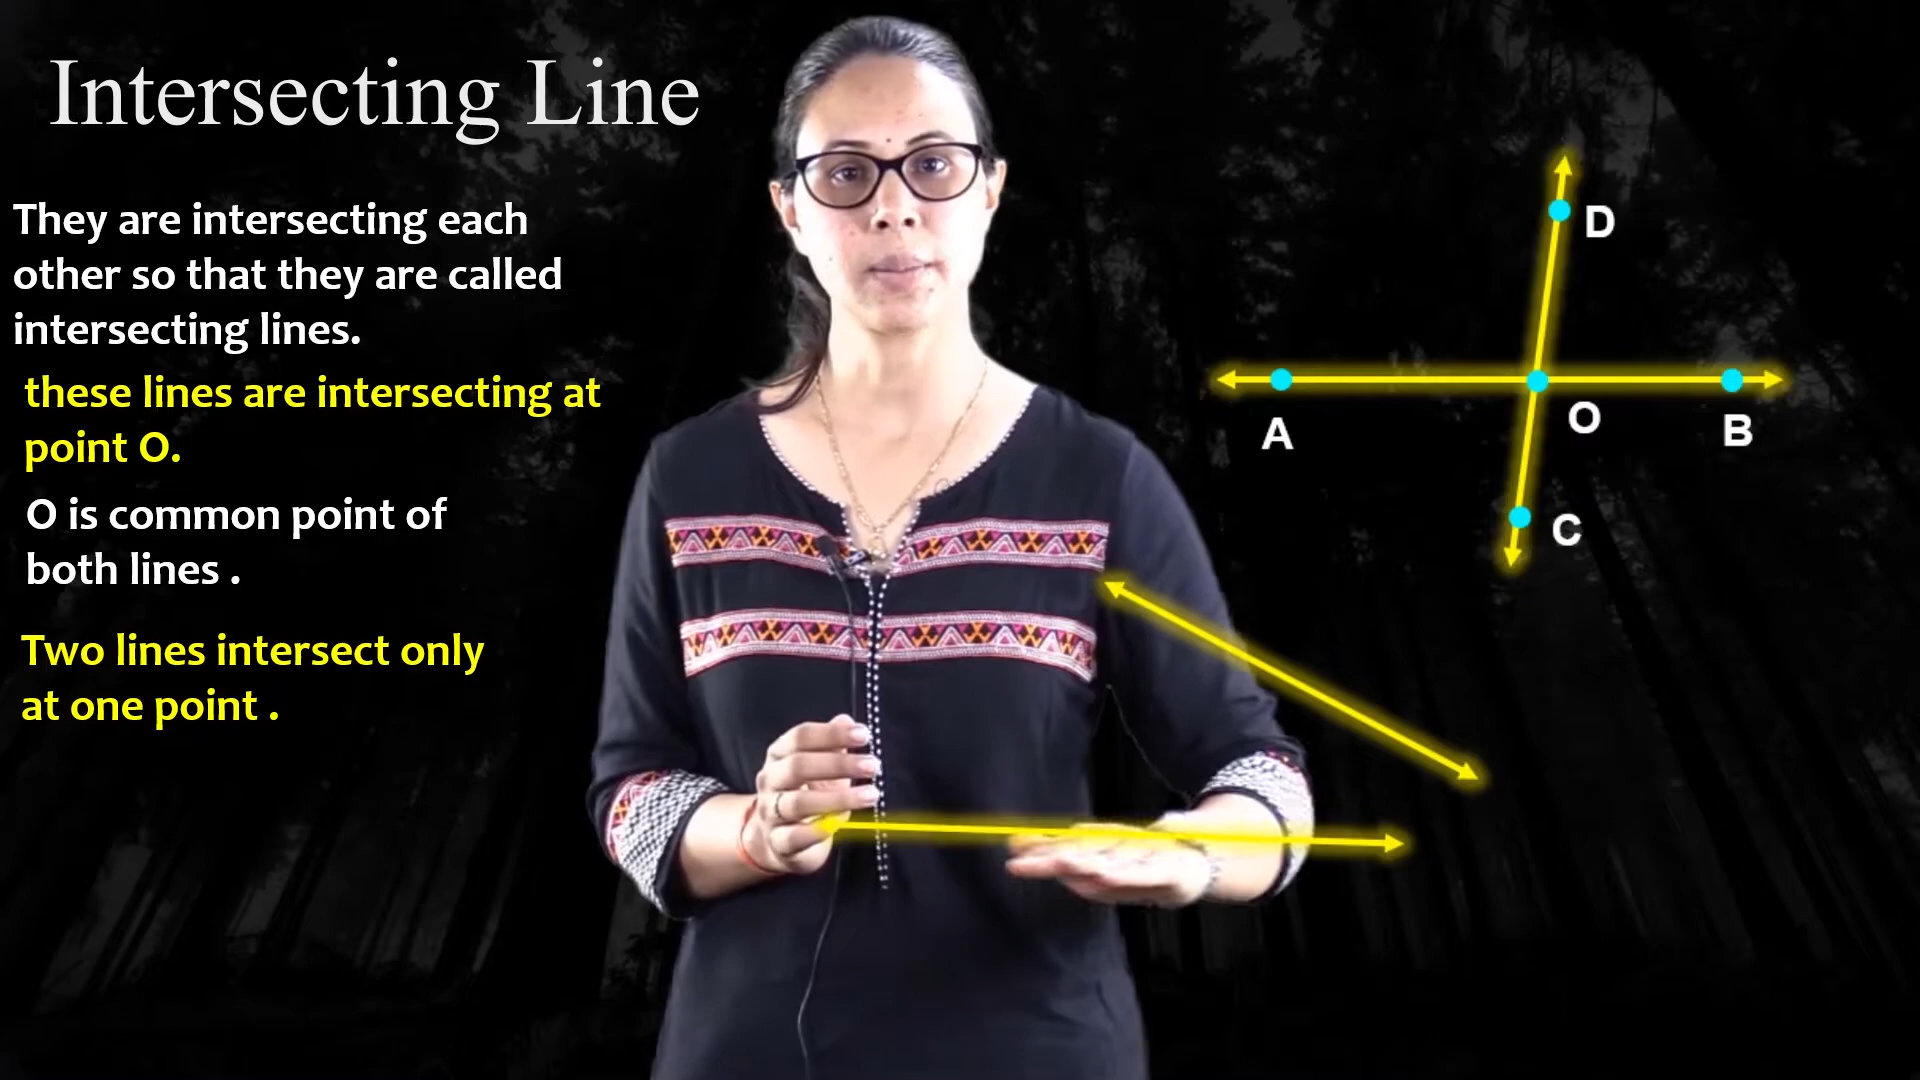 Intersecting Line
They are intersecting each
other so that they are called
intersecting lines.
these lines are intersecting at
point O.
O is common point of
both lines .
Two lines intersect only
at one point .
D
A
O
B
C